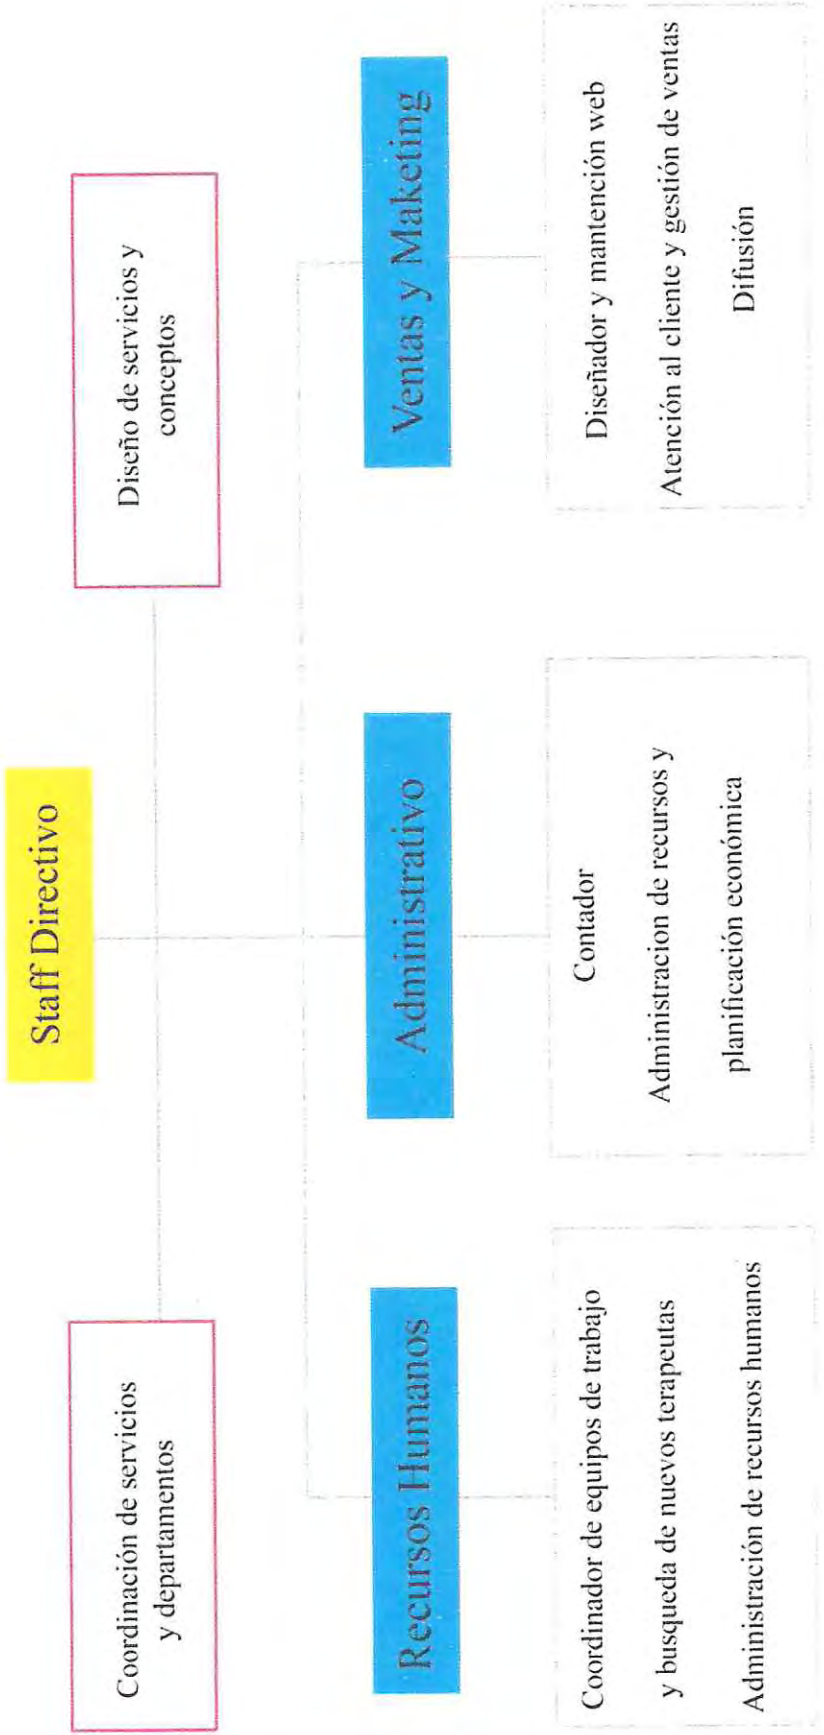 Staff Directivo
Coordinación de servicios
y departamentos
Diseño de servicios y
conceptos
Recursos Humanos
Administrativo
Ventas y Maketing
Coordinador de equipos de trabajo
y busqueda de nuevos terapeutas
Administración de recursos humanos
Contador
Administracion de recursos y
planificación económica
Diseñador y mantención web
Atención al cliente y gestión de ventas
Difusión